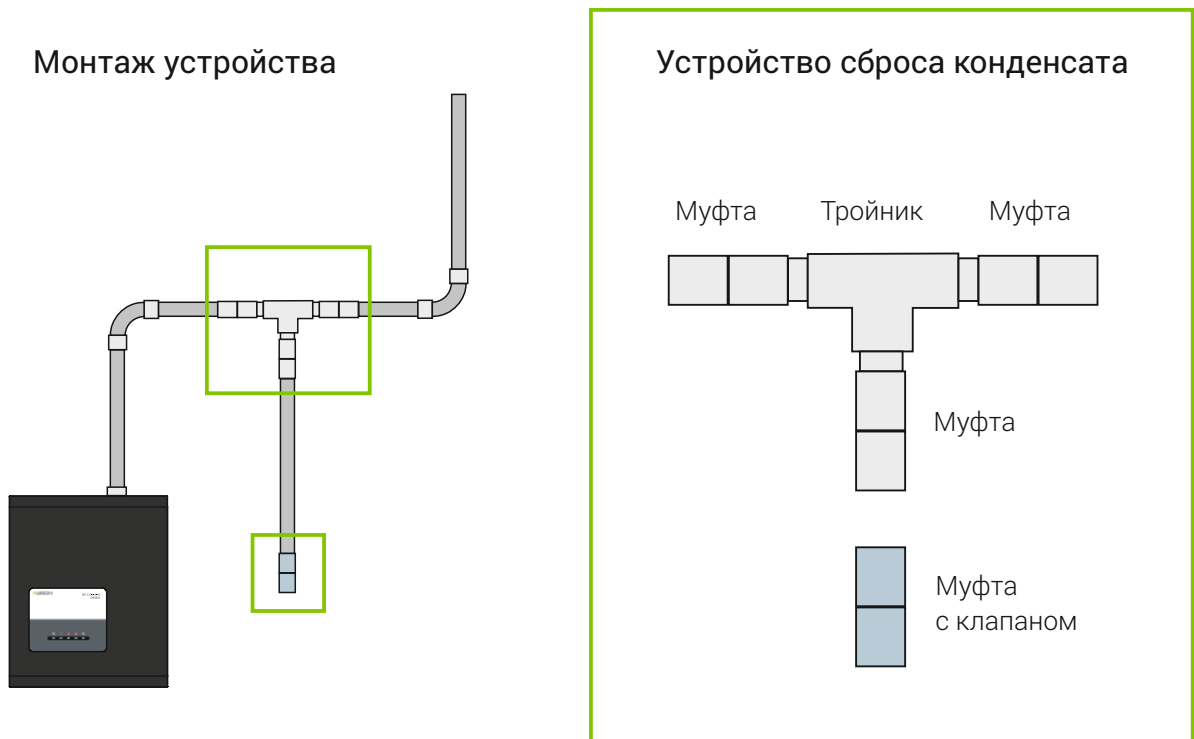 Монтаж устройства
Устройство сброса конденсата
Муфта
Тройник
Муфта
Муфта
Муфта
с клапаном